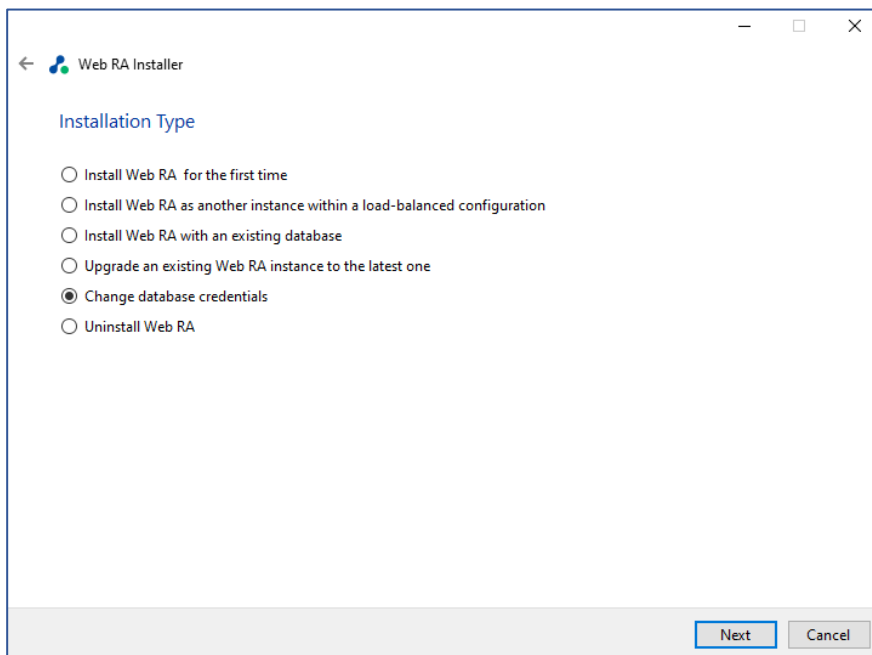 Web RA Installer
Installation Type
Install Web RA for the first time
Install Web RA as another instance within a load-balanced configuration
Install Web RA with an existing database
Upgrade an existing Web RA instance to the latest one
Change database credentials
Uninstall Web RA
Next Cancel